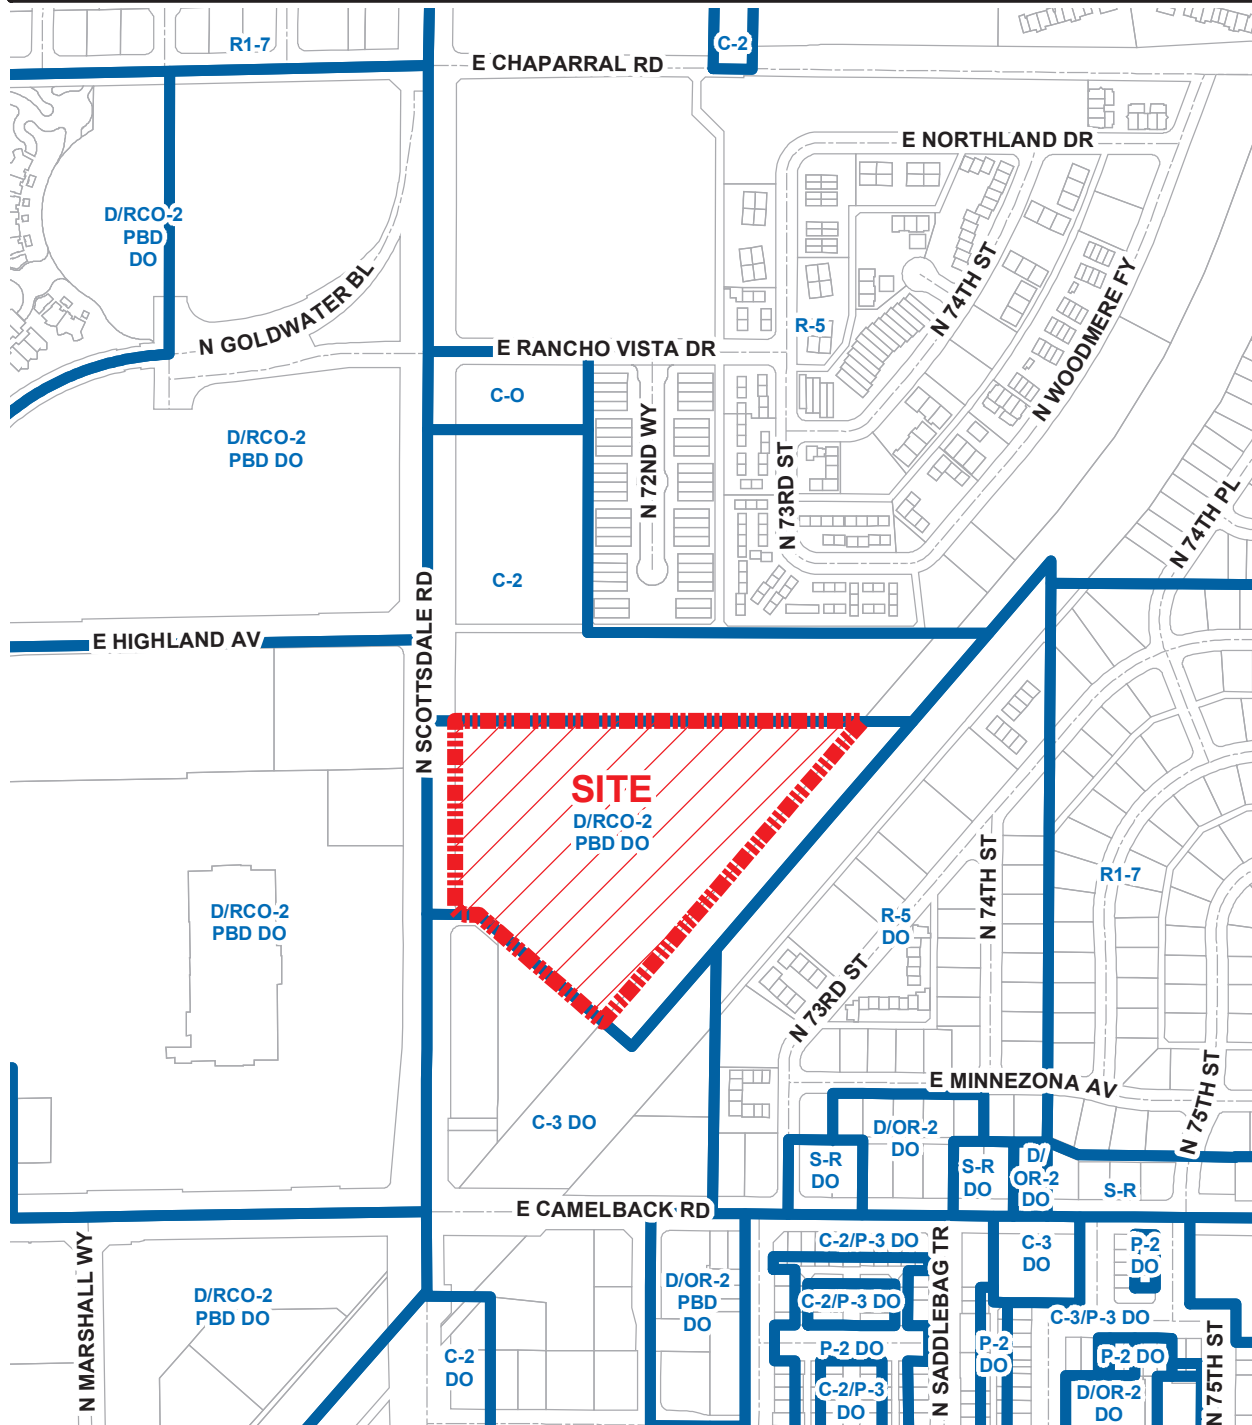 R1-7
C-2
E CHAPARRAL RD
E NORTHLAND DR
D/RCO-2
PBD
DO
N GOLDWATER BL
N 74TH ST
N WOODMERE FY
R-5
E RANCHO VISTA DR
C-O
N 72ND WY
D/RCO-2
PBD DO
N 73RD ST
N 74TH PL
C-2
N SCOTTSDALE RD
E HIGHLAND AV
SITE
D/RCO-2
PBD DO
N 74TH ST
R1-7
D/RCO-2
PBD DO
R-5
DO
N 73RD ST
E MINNEZONA AV
N 75TH ST
C-3 DO
D/OR-2
DO
S-R
DO
S-R
DO
D/
OR-2
DO
S-R
E CAMELBACK RD
N MARSHALL WY
D/RCO-2
PBD DO
C-2
DO
D/OR-2
PBD
DO
C-2/P-3 DO
C-2/P-3 DO
P-2 DO
C-2/P-3
DO
N SADDLEBAG TR
C-3
DO
P-2
DO
C-3/P-3 DO
P-2
DO
P-2 DO
D/OR-2
DO
N 75TH ST